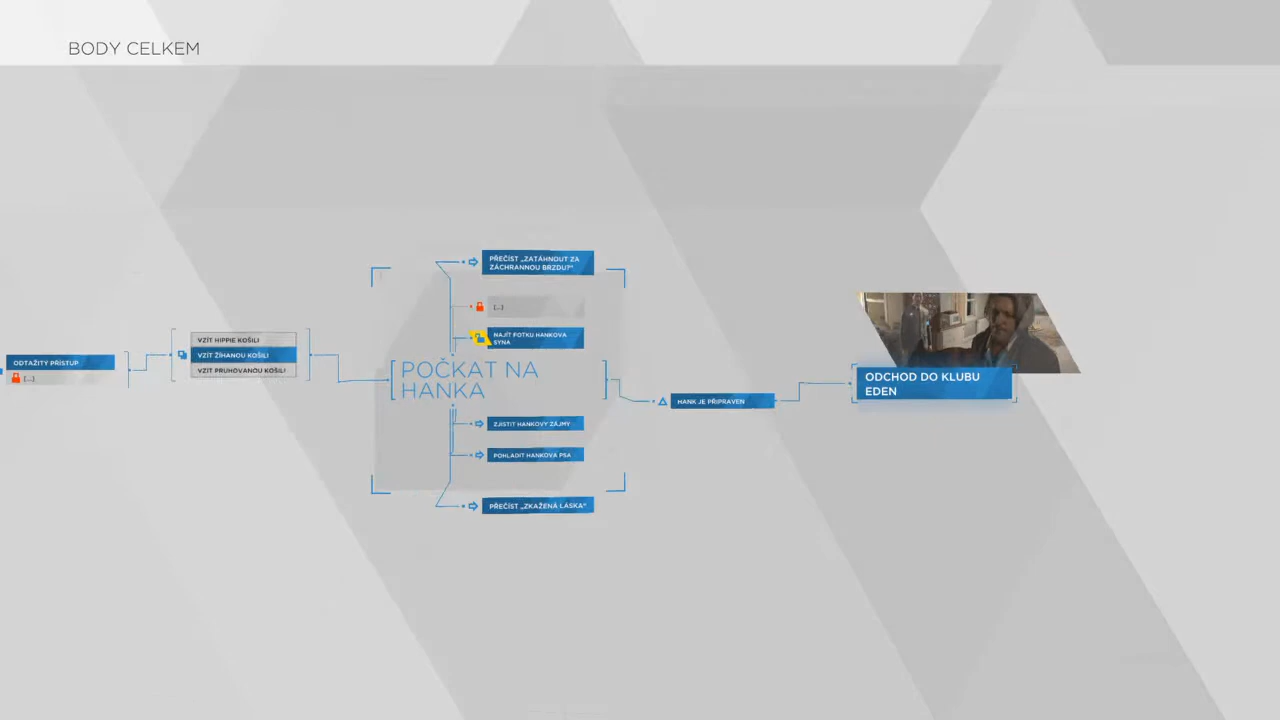 BODY CELKEM
PŘEČÍST „ZATÁHNOUT ZA
ZÁCHRANNOU BRZDU?"
[...]
NAJÍT FOTKU HANKOVA
SYNA
ODTAŽITÝ PŘÍSTUP
[...]
VZÍT HIPPIE KOŠILI
VZÍT ŽÍHANOU KOŠILI
VZÍT PRUHOVANOU KOŠILI
POČKAT NA
HANKA
HANK JE PŘIPRAVEN
ODCHOD DO KLUBU
EDEN
ZJISTIT HANKOVY ZÁJMY
POHLADIT HANKOVA PSA
PŘEČÍST „ZKAŽENÁ LÁSKA"